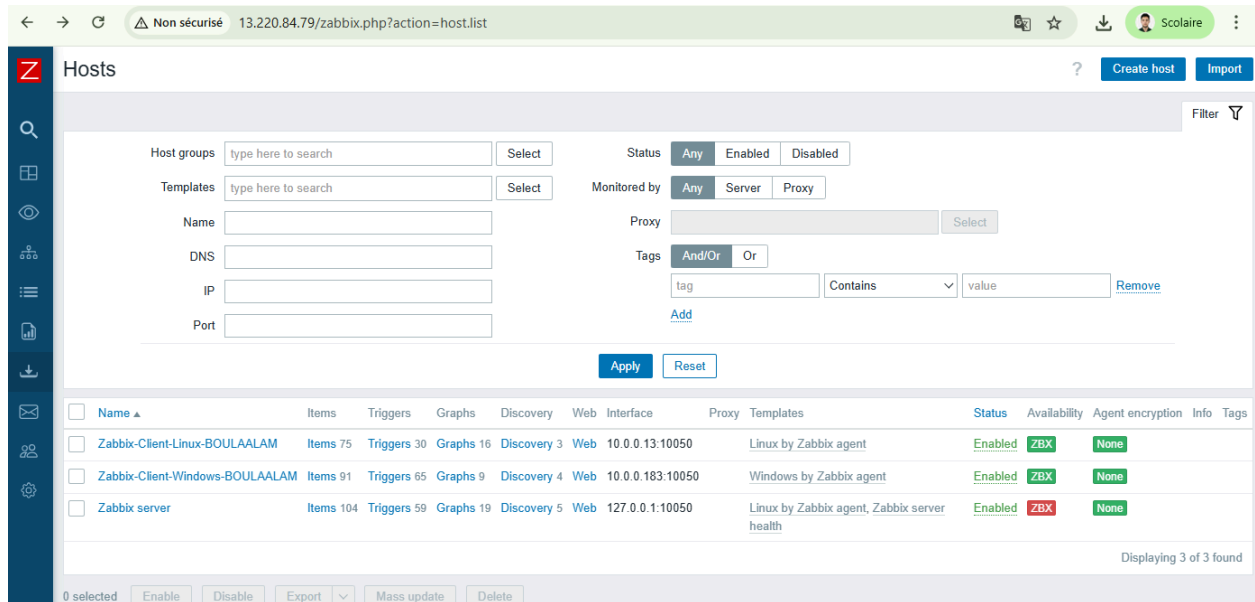 Non sécurisé 13.220.84.79/zabbix.php?action=host.list Scolaire
Z Hosts ? Create host Import
Filter
Host groups type here to search Select Status Any Enabled Disabled
Templates type here to search Select Monitored by Any Server Proxy
Name Proxy Select
DNS Tags And/Or Or
IP tag Contains value Remove
Port Add
Apply Reset
Name Items Triggers Graphs Discovery Web Interface Proxy Templates Status Availability Agent encryption Info Tags
Zabbix-Client-Linux-BOULAALAM Items 75 Triggers 30 Graphs 16 Discovery 3 Web 10.0.0.13:10050 Linux by Zabbix agent Enabled ZBX None
Zabbix-Client-Windows-BOULAALAM Items 91 Triggers 65 Graphs 9 Discovery 4 Web 10.0.0.183:10050 Windows by Zabbix agent Enabled ZBX None
Zabbix server Items 104 Triggers 59 Graphs 19 Discovery 5 Web 127.0.0.1:10050 Linux by Zabbix agent, Zabbix server Enabled ZBX None
health
Displaying 3 of 3 found
0 selected Enable Disable Export Mass update Delete